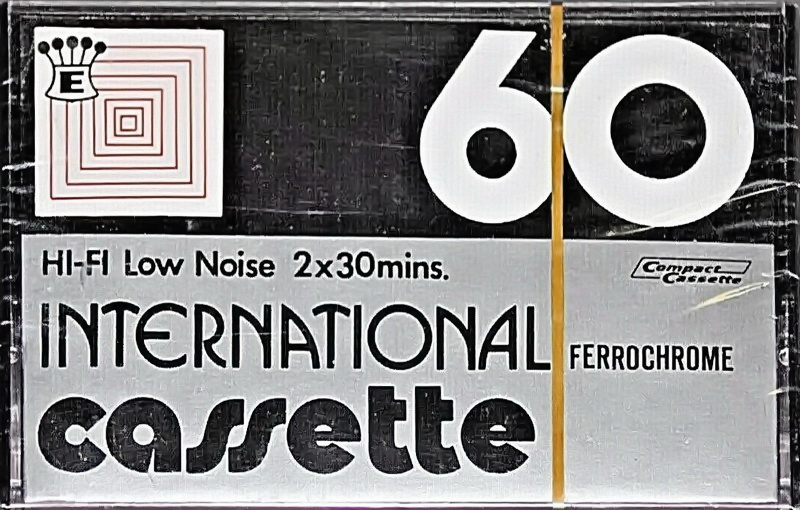 E
60
HI-FI Low Noise 2x30mins.
Compact
Cassette
INTERNATIONAL FERROCHROME
cassette